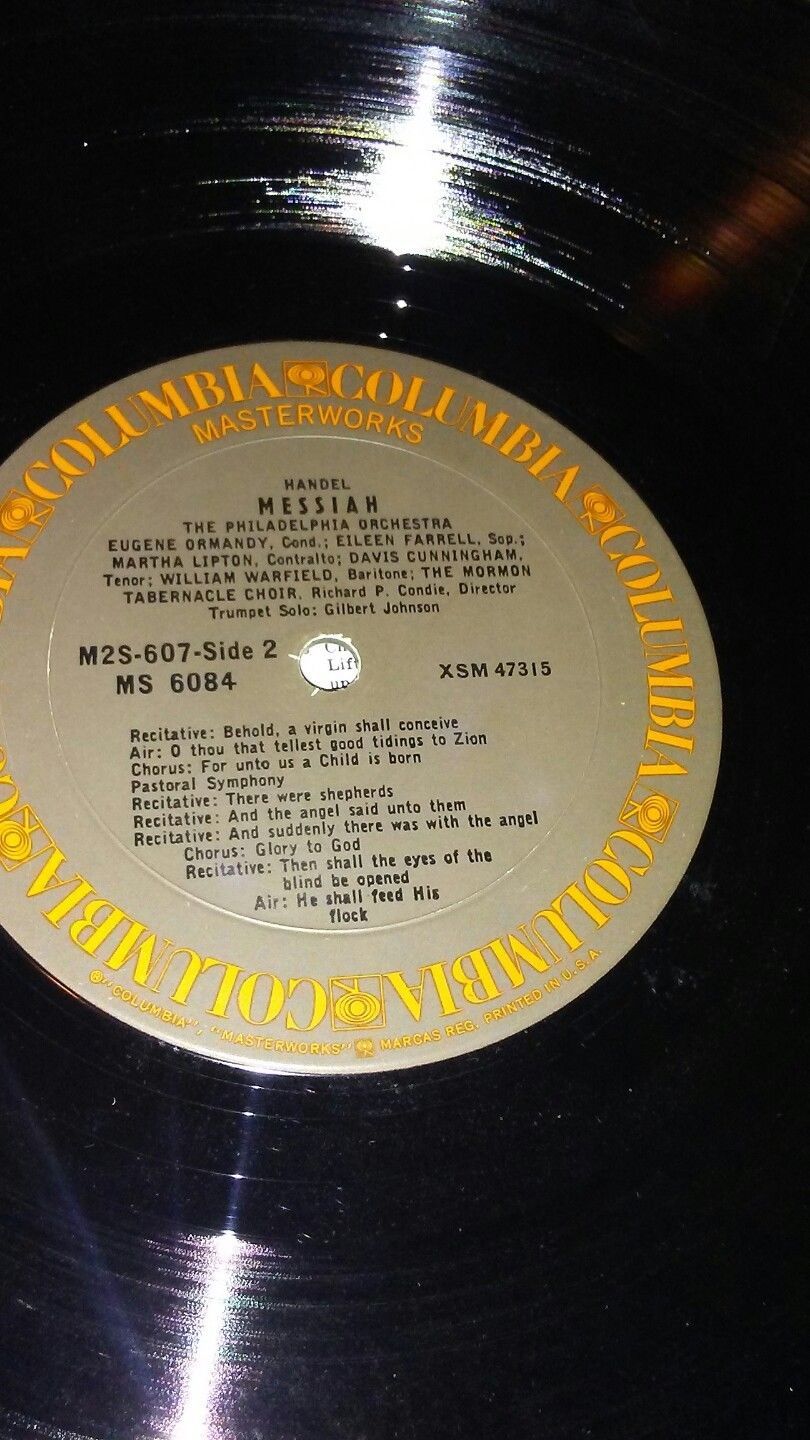 COLUMBIA COLUMBIA COLUMBIA COLUMBIA COLUMBIA COLUMBIA
MASTERWORKS
HANDEL
MESSIAH
THE PHILADELPHIA ORCHESTRA
EUGENE ORMANDY, Cond.; EILEEN FARRELL, Sop.;
MARTHA LIPTON, Contralto; DAVIS CUNNINGHAM,
Tenor; WILLIAM WARFIELD, Baritone; THE MORMON
TABERNACLE CHOIR, Richard P. Condie, Director
Trumpet Solo: Gilbert Johnson
M2S-607-Side 2
MS 6084
XSM 47315
Lif
up
Recitative: Behold, a virgin shall conceive
Air: O thou that tellest good tidings to Zion
Chorus: For unto us a Child is born
Pastoral Symphony
Recitative: There were shepherds
Recitative: And the angel said unto them
Recitative: And suddenly there was with the angel
Chorus: Glory to God
Recitative: Then shall the eyes of the
blind be opened
Air: He shall feed His
flock
® "COLUMBIA", "MASTERWORKS" MARCAS REG. PRINTED IN U.S.A.